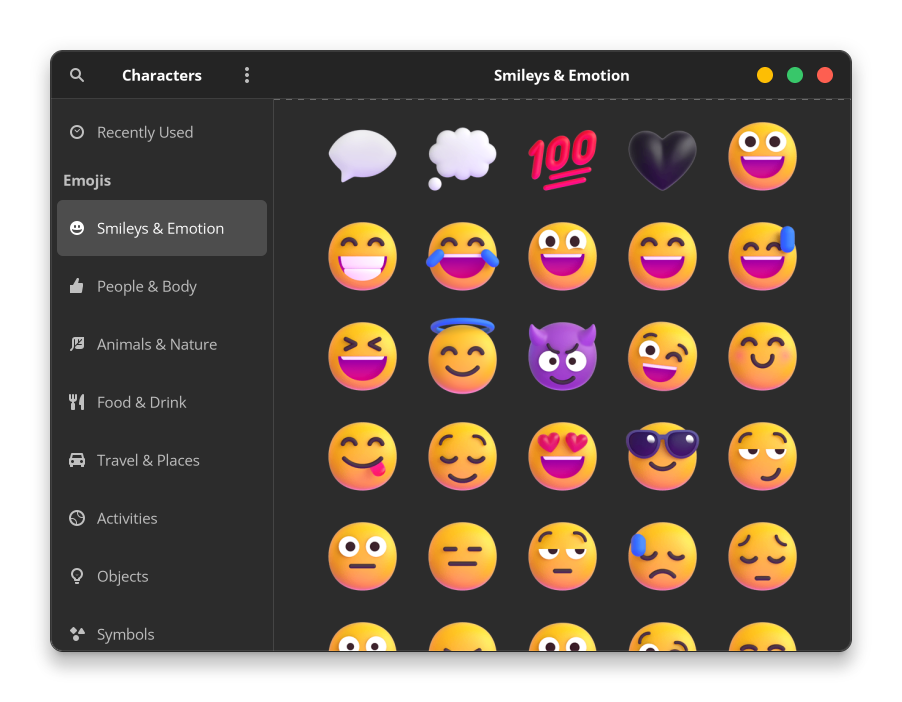 Characters
Smileys & Emotion
Recently Used
Emojis
Smileys & Emotion
People & Body
Animals & Nature
Food & Drink
Travel & Places
Activities
Objects
Symbols
100